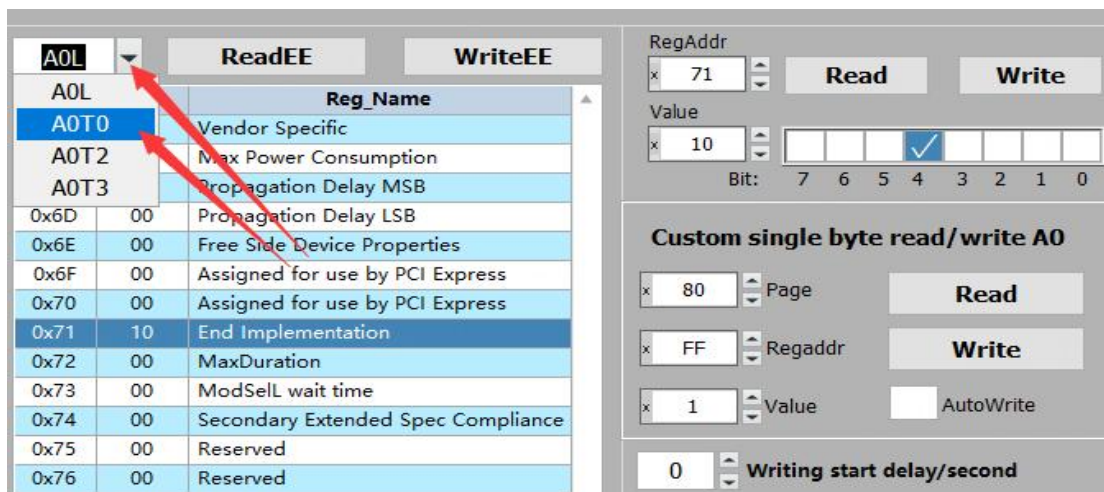 A0L ReadEE WriteEE
A0L
A0T0
A0T2
A0T3
Reg_Name
Vendor Specific
Max Power Consumption
Propagation Delay MSB
0x6D 00 Propagation Delay LSB
0x6E 00 Free Side Device Properties
0x6F 00 Assigned for use by PCI Express
0x70 00 Assigned for use by PCI Express
0x71 10 End Implementation
0x72 00 MaxDuration
0x73 00 ModSelL wait time
0x74 00 Secondary Extended Spec Compliance
0x75 00 Reserved
0x76 00 Reserved
RegAddr
x 71 Read Write
Value
x 10
Bit: 7 6 5 4 3 2 1 0
Custom single byte read/write A0
x 80 Page Read
x FF Regaddr Write
x 1 Value AutoWrite
0 Writing start delay/second